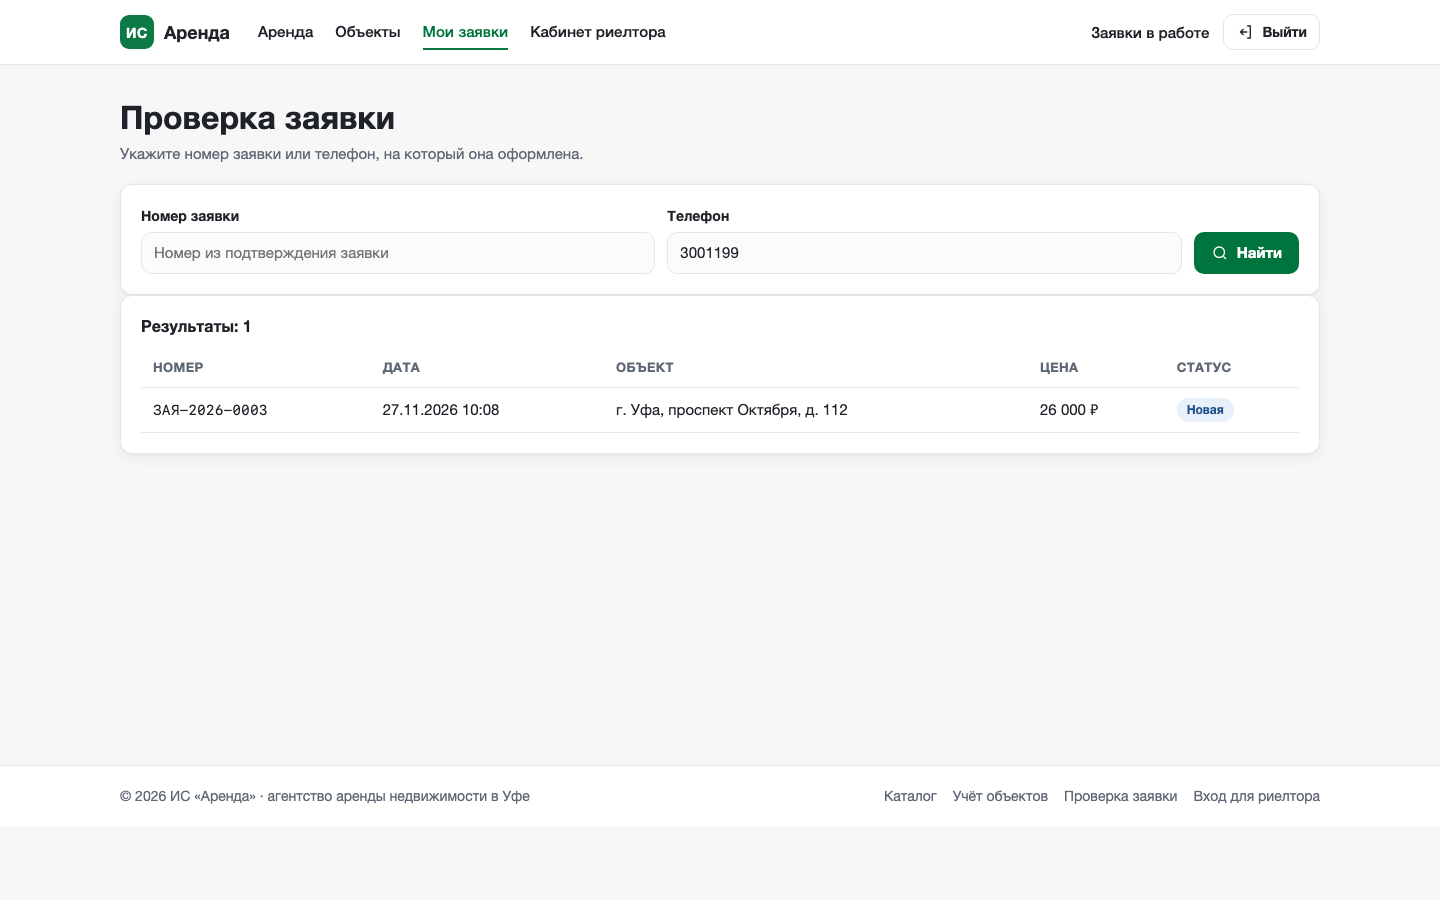 ИС Аренда Аренда Объекты Мои заявки Кабинет риелтора Заявки в работе Выйти
Проверка заявки
Укажите номер заявки или телефон, на который она оформлена.
Номер заявки Телефон
Номер из подтверждения заявки 3001199 Найти
Результаты: 1
НОМЕР ДАТА ОБЪЕКТ ЦЕНА СТАТУС
ЗАЯ-2026-0003 27.11.2026 10:08 г. Уфа, проспект Октября, д. 112 26 000 ₽ Новая
© 2026 ИС «Аренда» · агентство аренды недвижимости в Уфе Каталог Учёт объектов Проверка заявки Вход для риелтора